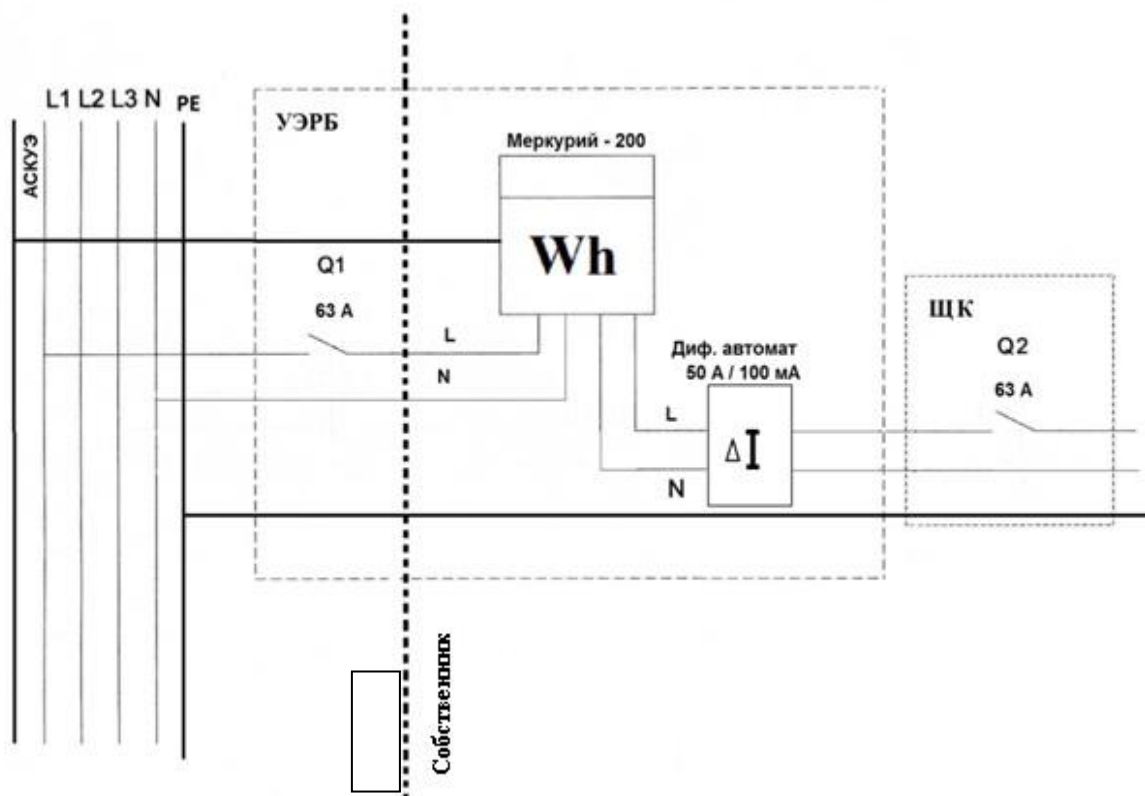 L1 L2 L3 N PE
АСКУЭ
УЭРБ
Меркурий - 200
Wh
Q1
63 А
L
N
Диф. автомат
50 А / 100 мА
L
Δ I
N
ЩК
Q2
63 А
Собственник